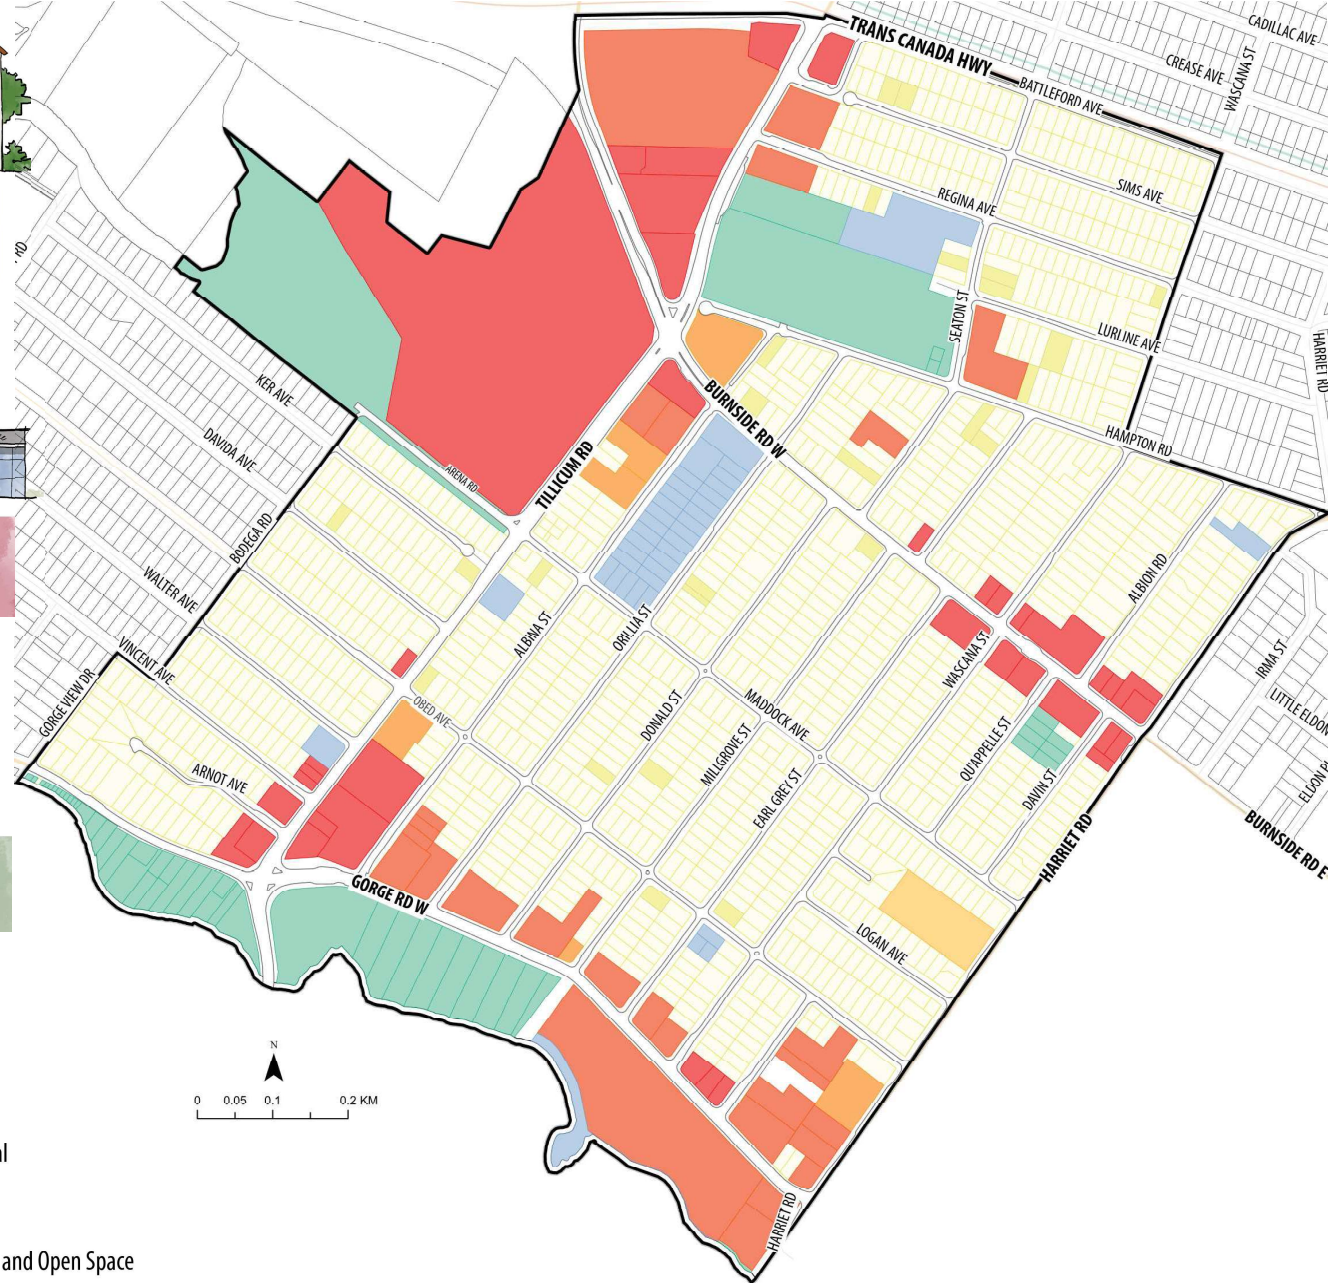 CADILLAC AVE
TRANS CANADA HWY
CREASE AVE
WASCANA ST
BATTLEFORD AVE
SIMS AVE
REGINA AVE
RD
SEATON ST
LURLINE AVE
HARRIET RD
KER AVE
BURNSIDE RD W
DAVIDA AVE
HAMPTON RD
TILLICUM RD
ARENA RD
BODEGA RD
WALTER AVE
ALBION RD
ALBINA ST
ORILLIA ST
VINCENT AVE
WASCANA ST
IRMA ST
GORGE VIEW DR
OBED AVE
DONALD ST
MADDOCK AVE
LITTLE ELDON
MILLGROVE ST
QU'APPELLE ST
ARNOT AVE
EARL GREY ST
DAVIN ST
HARRIET RD
BURNSIDE RD E
GORGE RD W
LOGAN AVE
N
0 0.05 0.1 0.2 KM
HARRIET RD
and Open Space